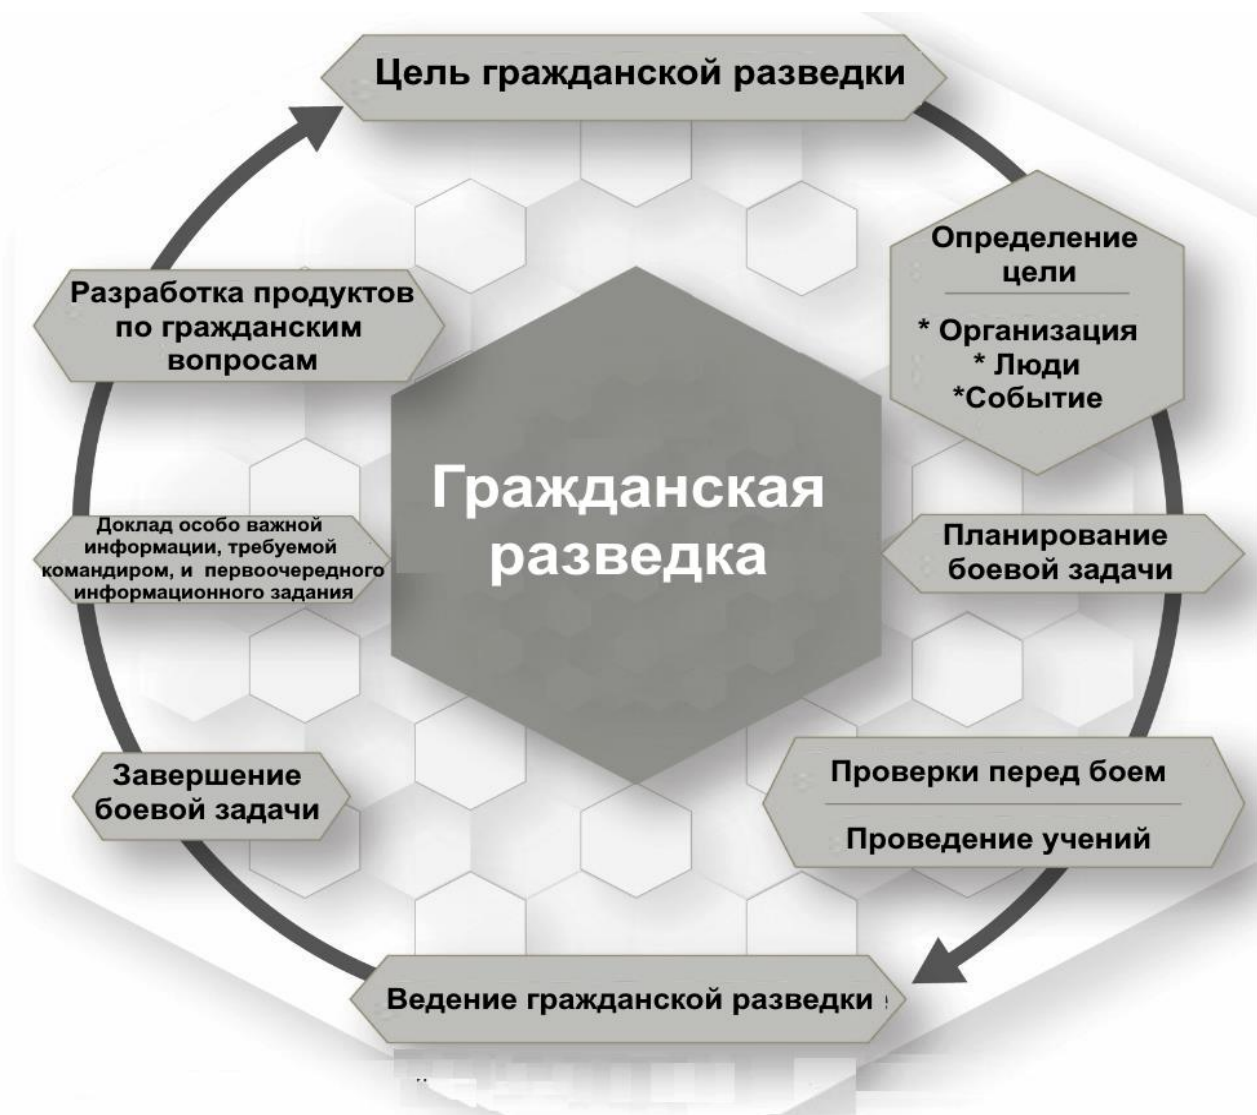 Цель гражданской разведки
Определение
цели
* Организация
* Люди
*Событие
Планирование
боевой задачи
Проверки перед боем
Проведение учений
Ведение гражданской разведки
Завершение
боевой задачи
Доклад особо важной
информации, требуемой
командиром, и первоочередного
информационного задания
Разработка продуктов
по гражданским
вопросам
Гражданская
разведка